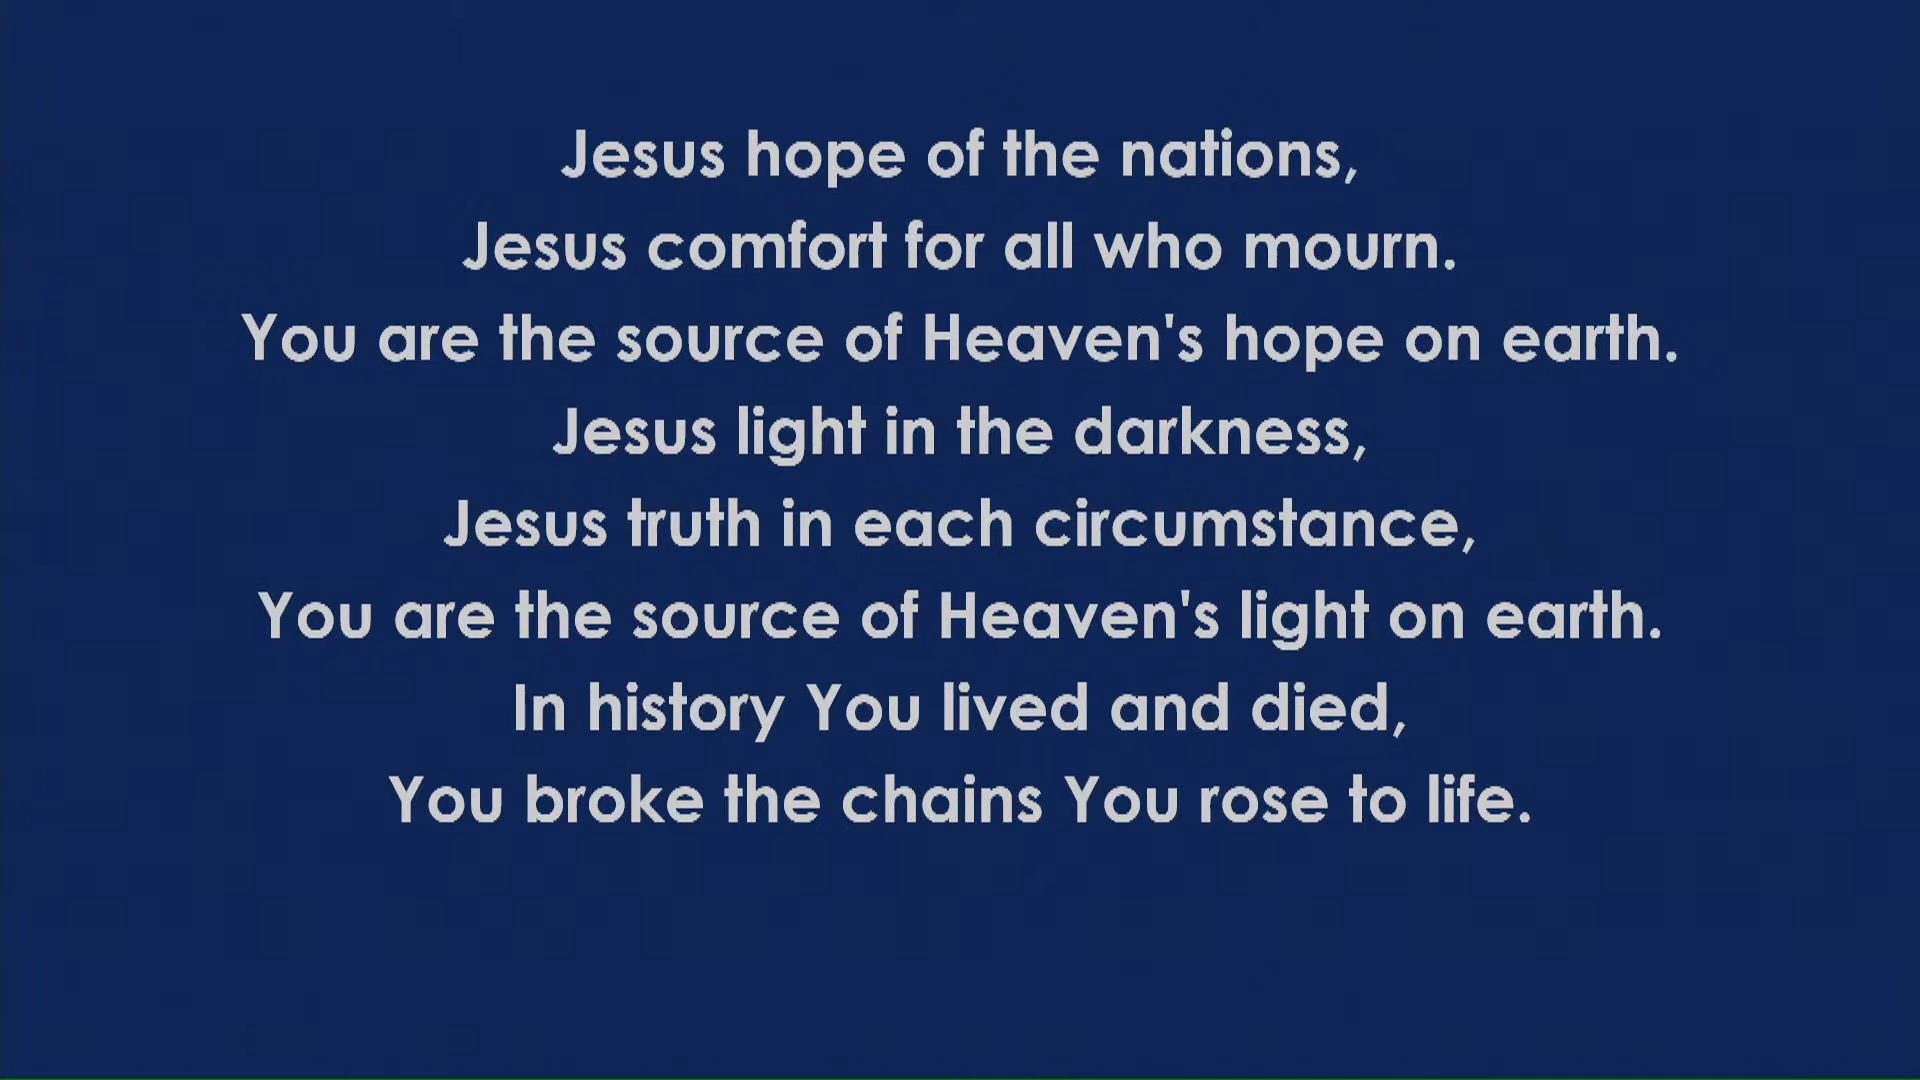 Jesus hope of the nations,
Jesus comfort for all who mourn.
You are the source of Heaven's hope on earth.
Jesus light in the darkness,
Jesus truth in each circumstance,
You are the source of Heaven's light on earth.
In history You lived and died,
You broke the chains You rose to life.